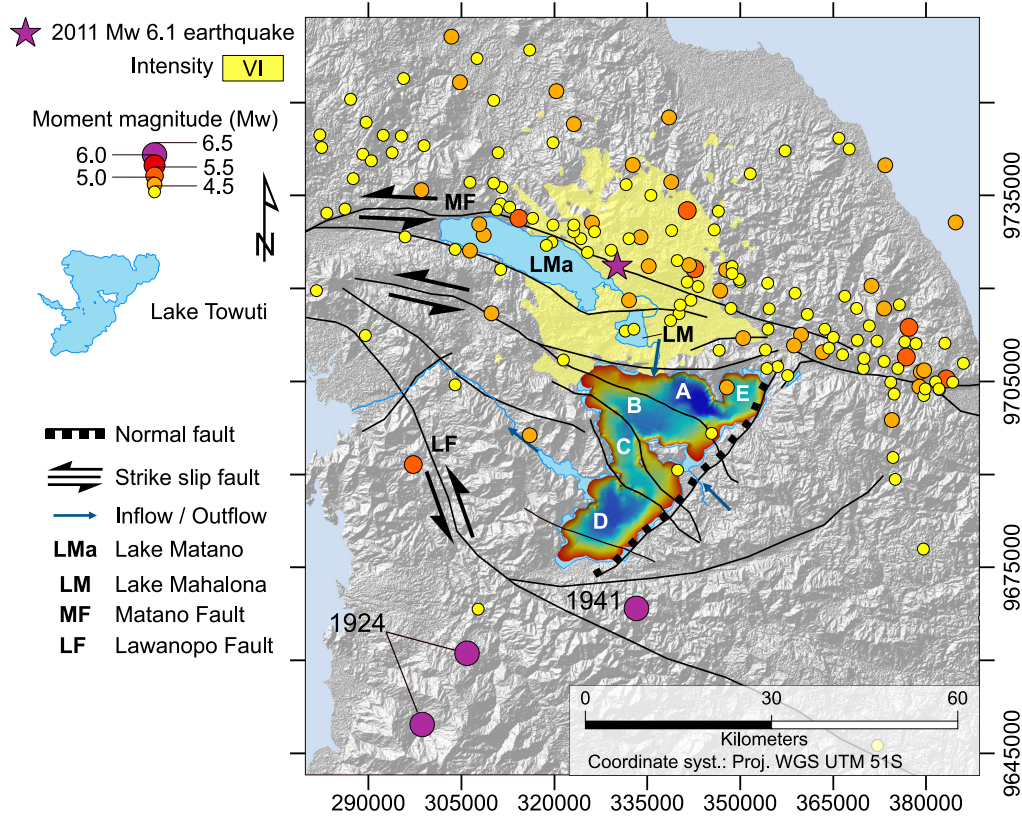 2011 Mw 6.1 earthquake
Intensity VI
Moment magnitude (Mw)
6.5
6.0
5.5
5.0
4.5
N
Lake Towuti
Normal fault
Strike slip fault
Inflow / Outflow
LMa Lake Matano
LM Lake Mahalona
MF Matano Fault
LF Lawanopo Fault
MF
LMa
LM
A
E
B
C
LF
D
1941
1924
0 30 60
Kilometers
Coordinate syst.: Proj. WGS UTM 51S
9735000
9705000
9675000
9645000
290000 305000 320000 335000 350000 365000 380000